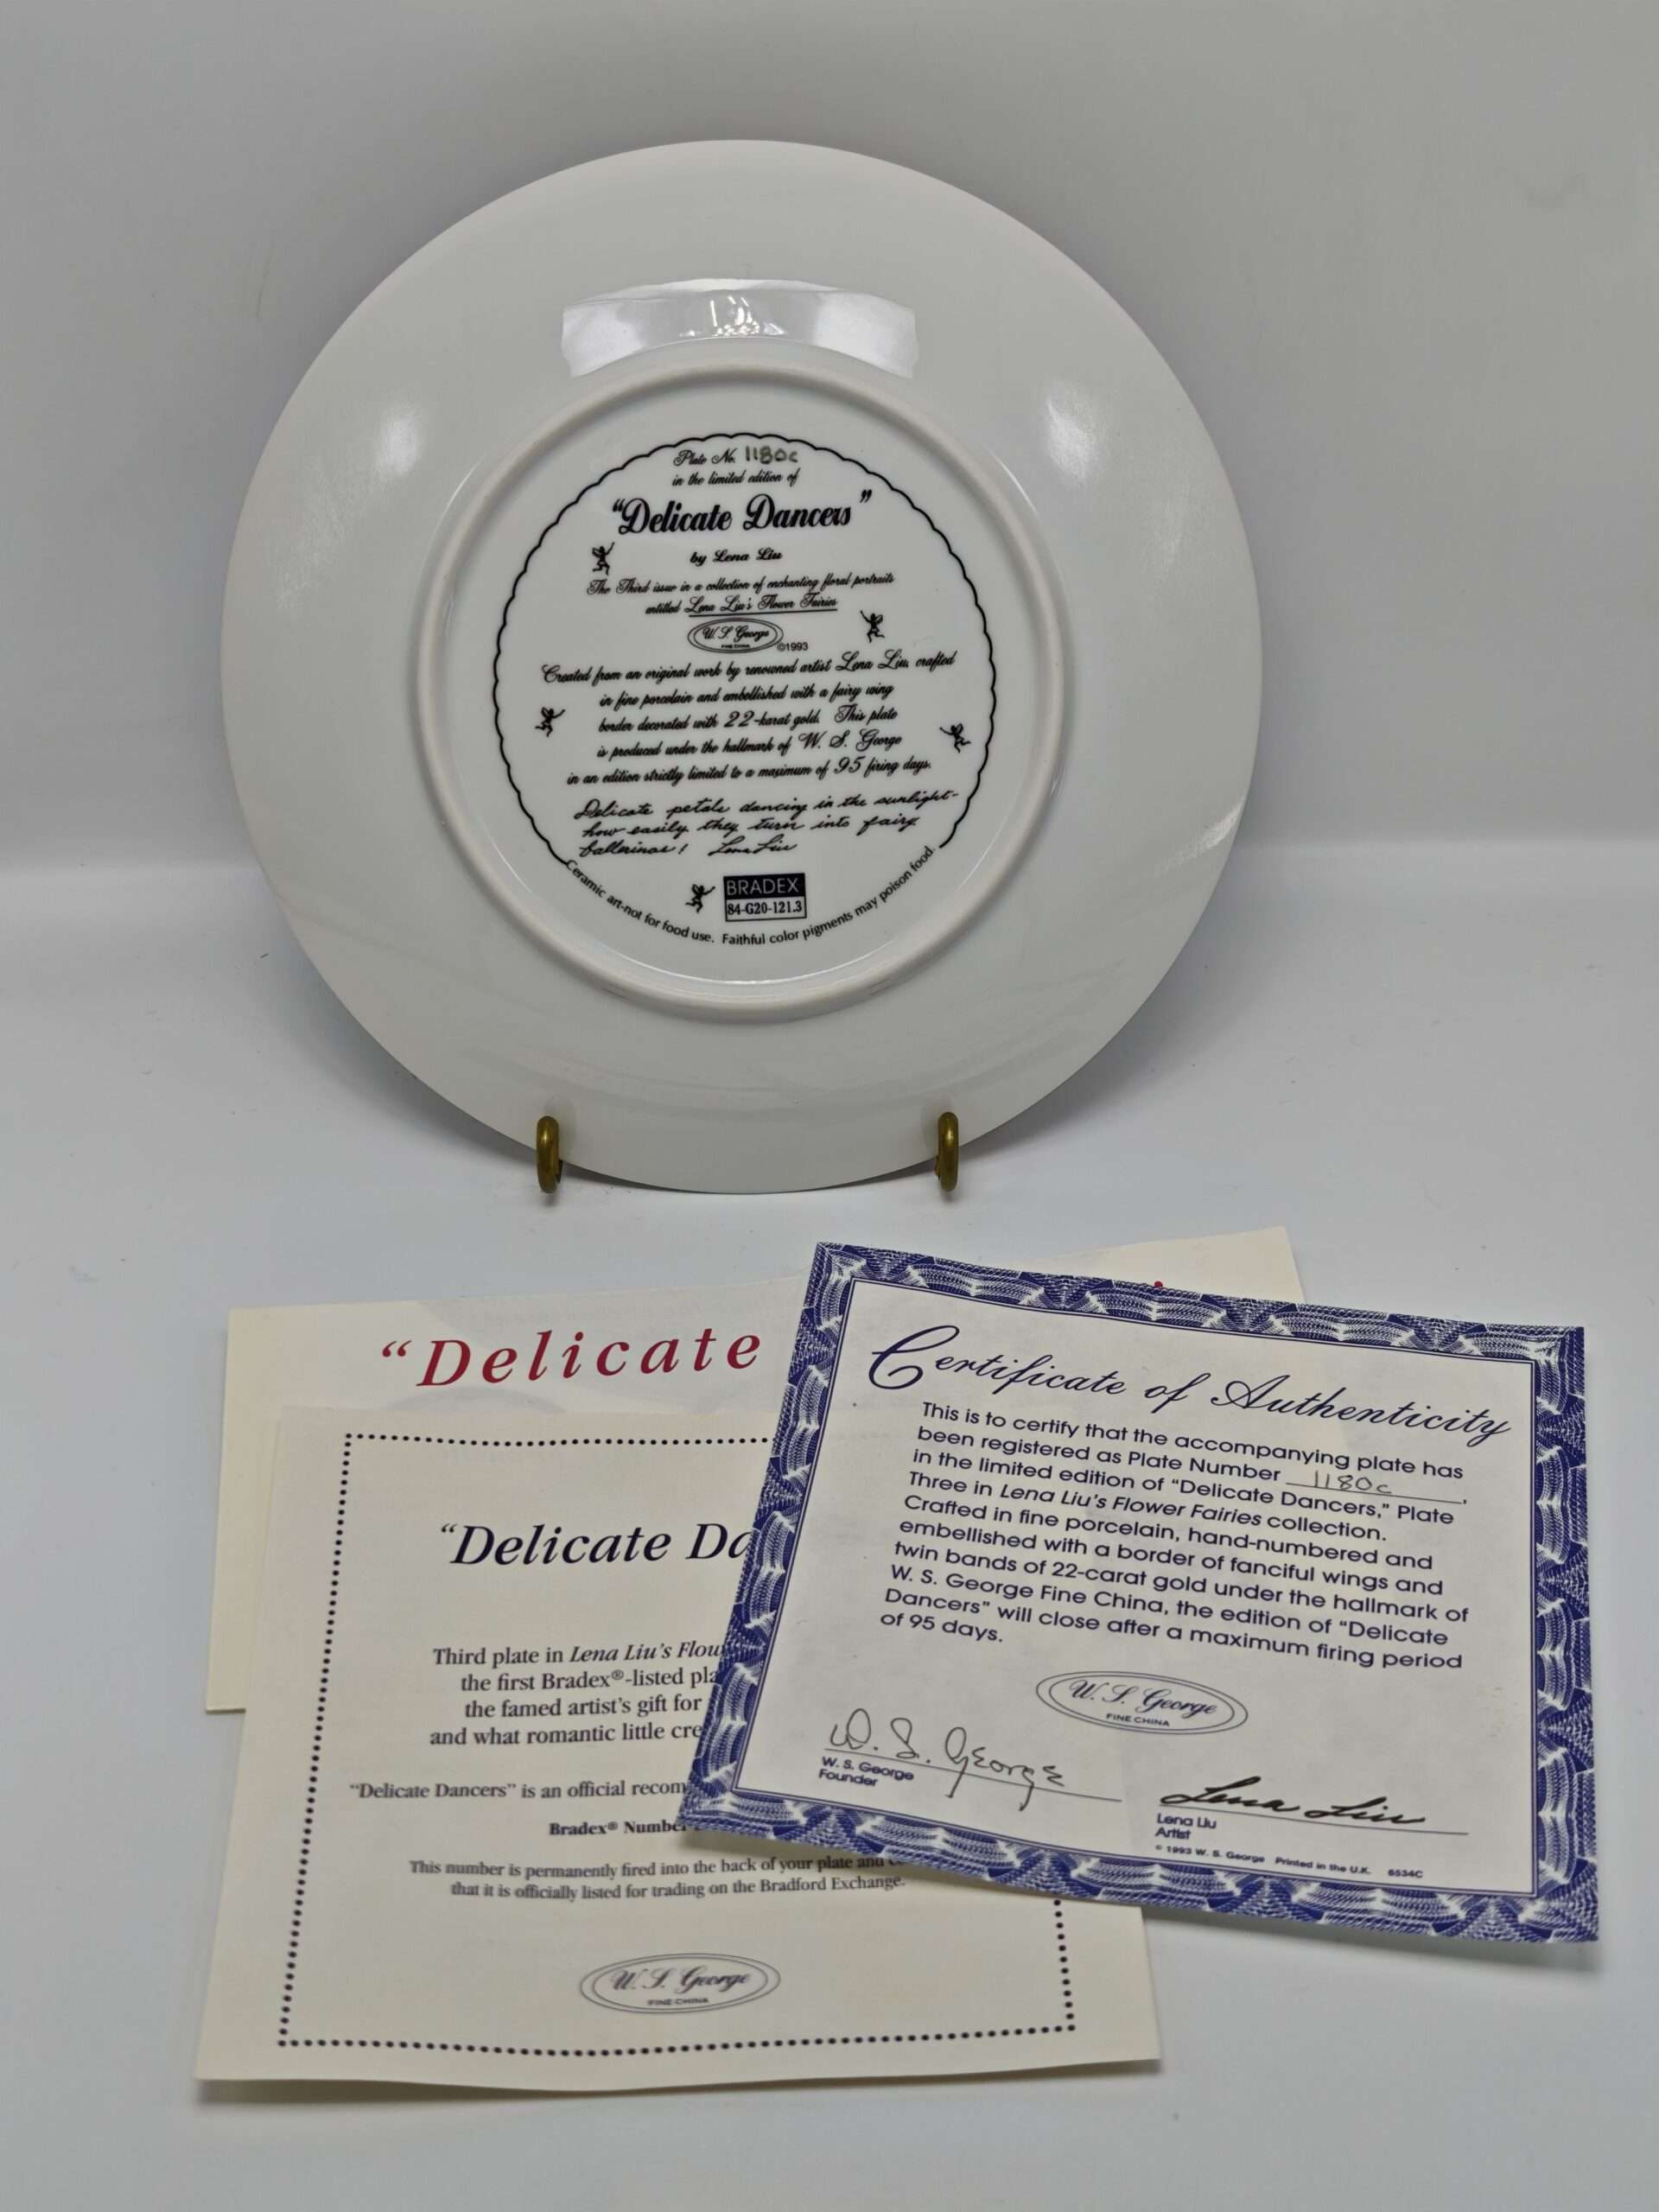 Plate No. 1180c
in the limited edition of
“Delicate Dancers”
by Lena Liu
The Third issue in a collection of enchanting floral portraits
entitled Lena Liu's Flower Fairies
W. S. George
FINE CHINA
©1993
Created from an original work by renowned artist Lena Liu, crafted
in fine porcelain and embellished with a fairy wing
border decorated with 22-karat gold. This plate
is produced under the hallmark of W. S. George
in an edition strictly limited to a maximum of 95 firing days.
Delicate petals dancing in the sunlight-
how easily they turn into fairy
ballerinas! Lena Liu
BRADEX
84-G20-121.3
Ceramic art-not for food use. Faithful color pigments may poison food.
“Delicate
“Delicate Da
Third plate in Lena Liu's Flow
the first Bradex®-listed pla
the famed artist's gift for
and what romantic little cre
“Delicate Dancers” is an official recom
Bradex® Number
This number is permanently fired into the back of your plate and
that it is officially listed for trading on the Bradford Exchange.
W. S. George
FINE CHINA
Certificate of Authenticity
This is to certify that the accompanying plate has
been registered as Plate Number 1180c,
in the limited edition of “Delicate Dancers,” Plate
Three in Lena Liu's Flower Fairies collection.
Crafted in fine porcelain, hand-numbered and
embellished with a border of fanciful wings and
twin bands of 22-carat gold under the hallmark of
W. S. George Fine China, the edition of “Delicate
Dancers” will close after a maximum firing period
of 95 days.
W. S. George
FINE CHINA
W. S. George
W. S. George
Founder
Lena Liu
Lena Liu
Artist
© 1993 W. S. George Printed in the U.K. 6534C